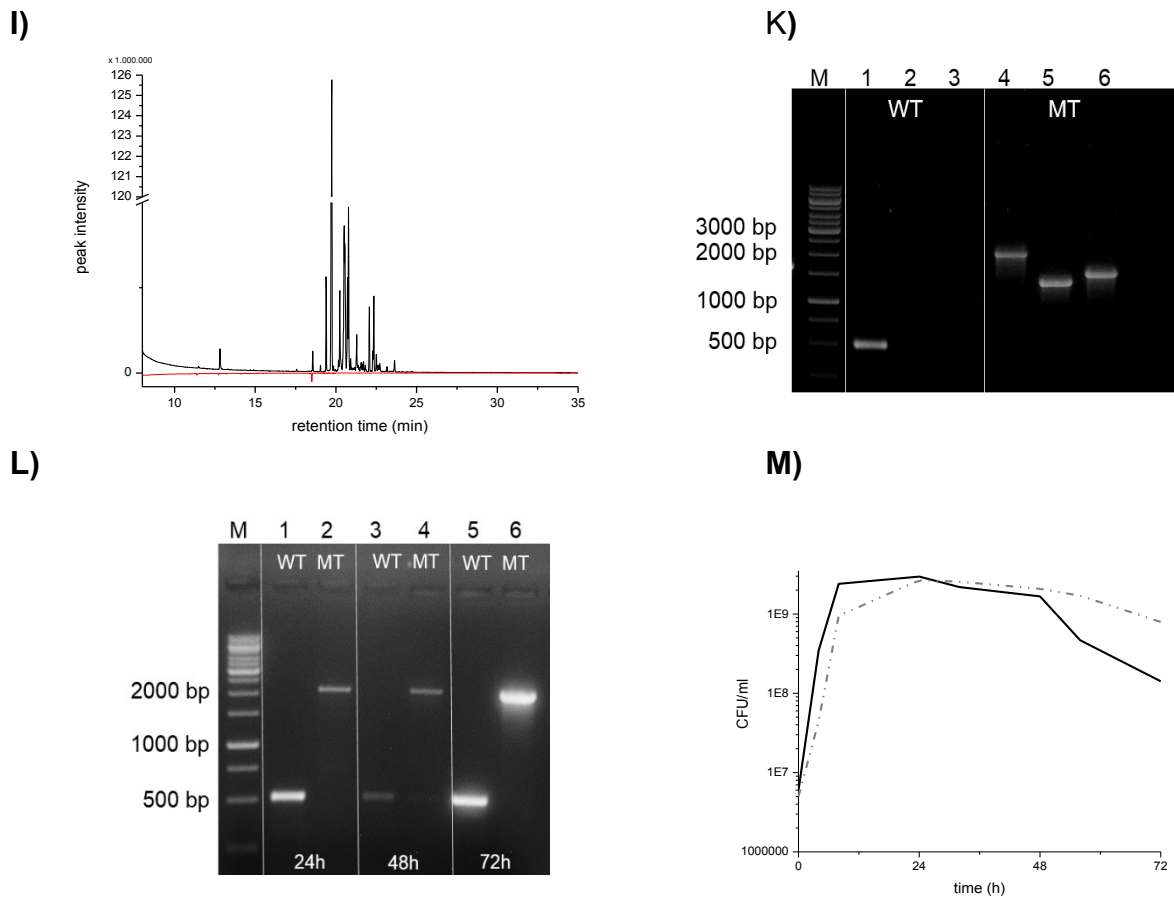 I)
x 1.000.000
126
125
124
123
122
121
120
0
peak intensity
10 15 20 25 30 35
retention time (min)
K)
M 1 2 3 4 5 6
WT MT
3000 bp
2000 bp
1000 bp
500 bp
L)
M 1 2 3 4 5 6
WT MT WT MT WT MT
2000 bp
1000 bp
500 bp
24h 48h 72h
M)
1E9
1E8
1E7
1000000
CFU/ml
0 24 48 72
time (h)